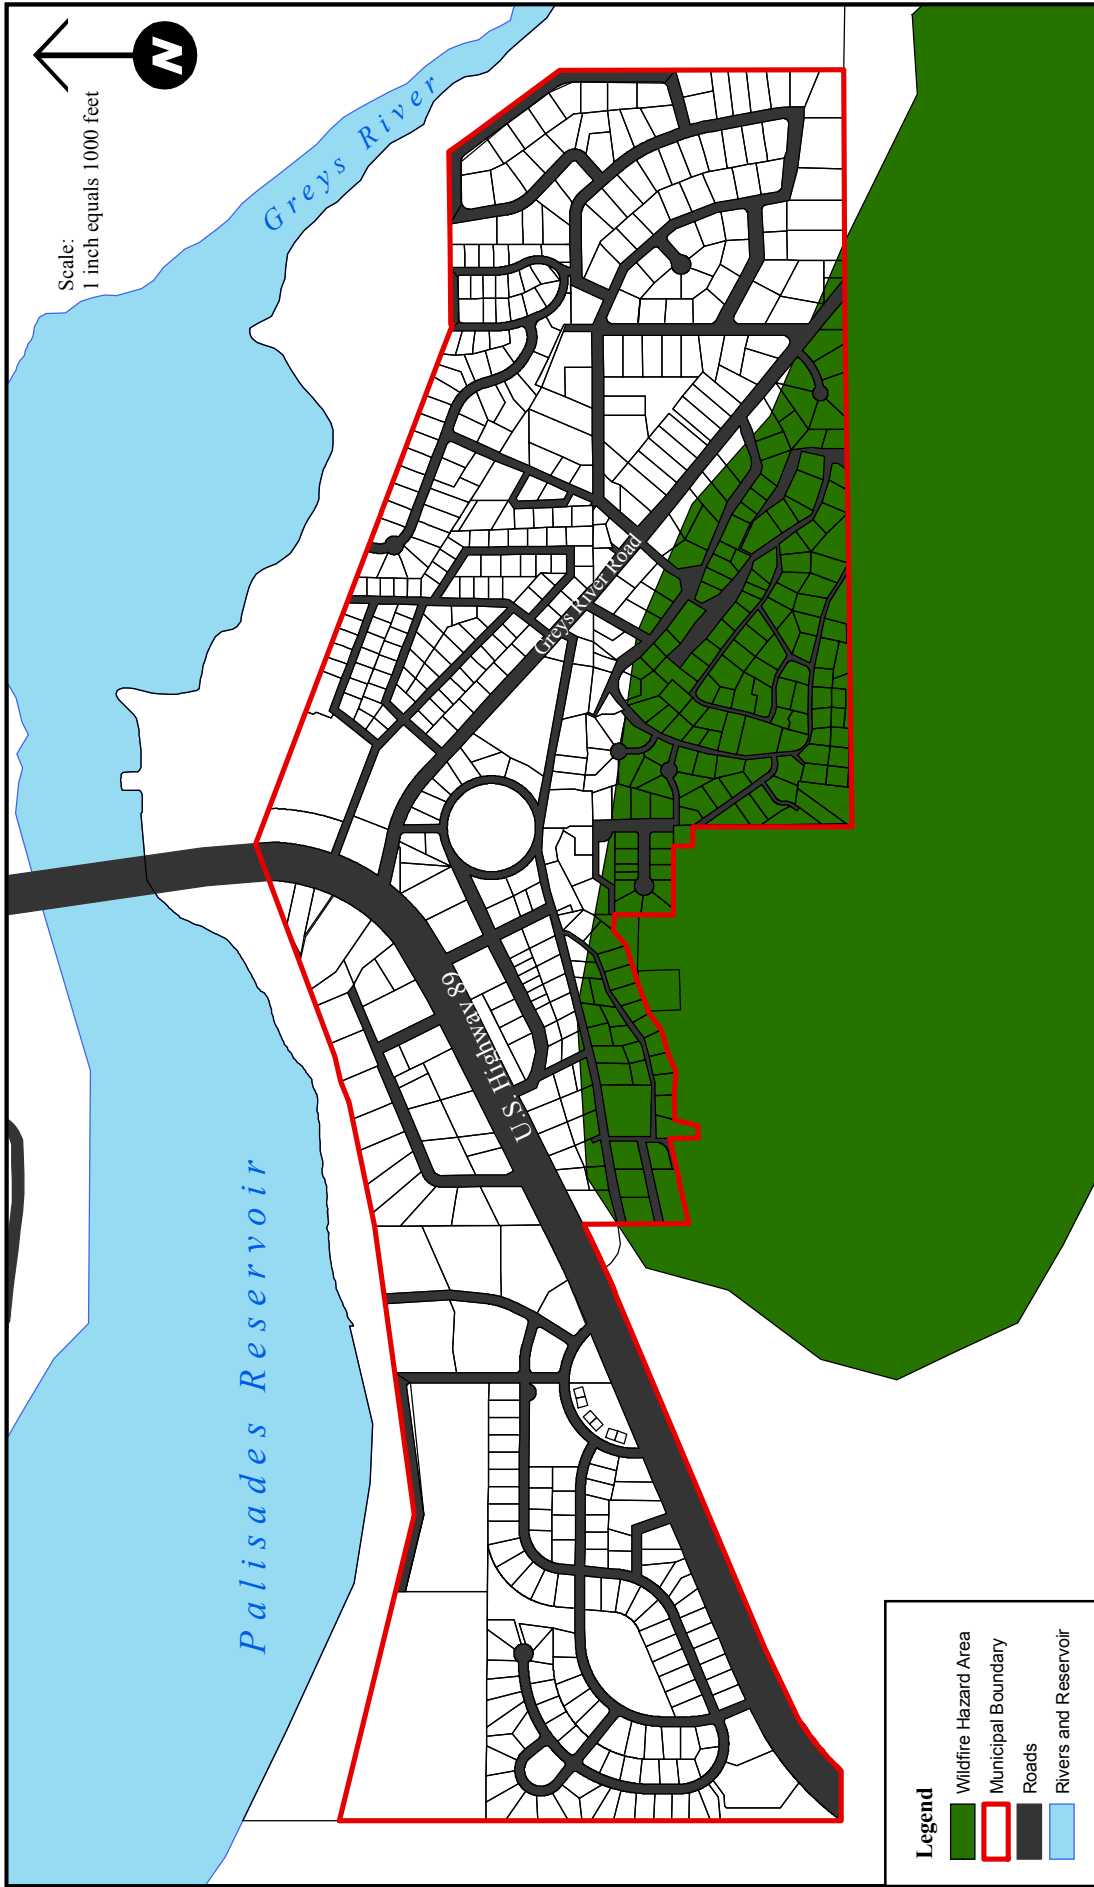 N
Scale:
1 inch equals 1000 feet
Greys River
Palisades Reservoir
Greys River Road
U.S. Highway 89
Legend
Wildfire Hazard Area
Municipal Boundary
Roads
Rivers and Reservoir